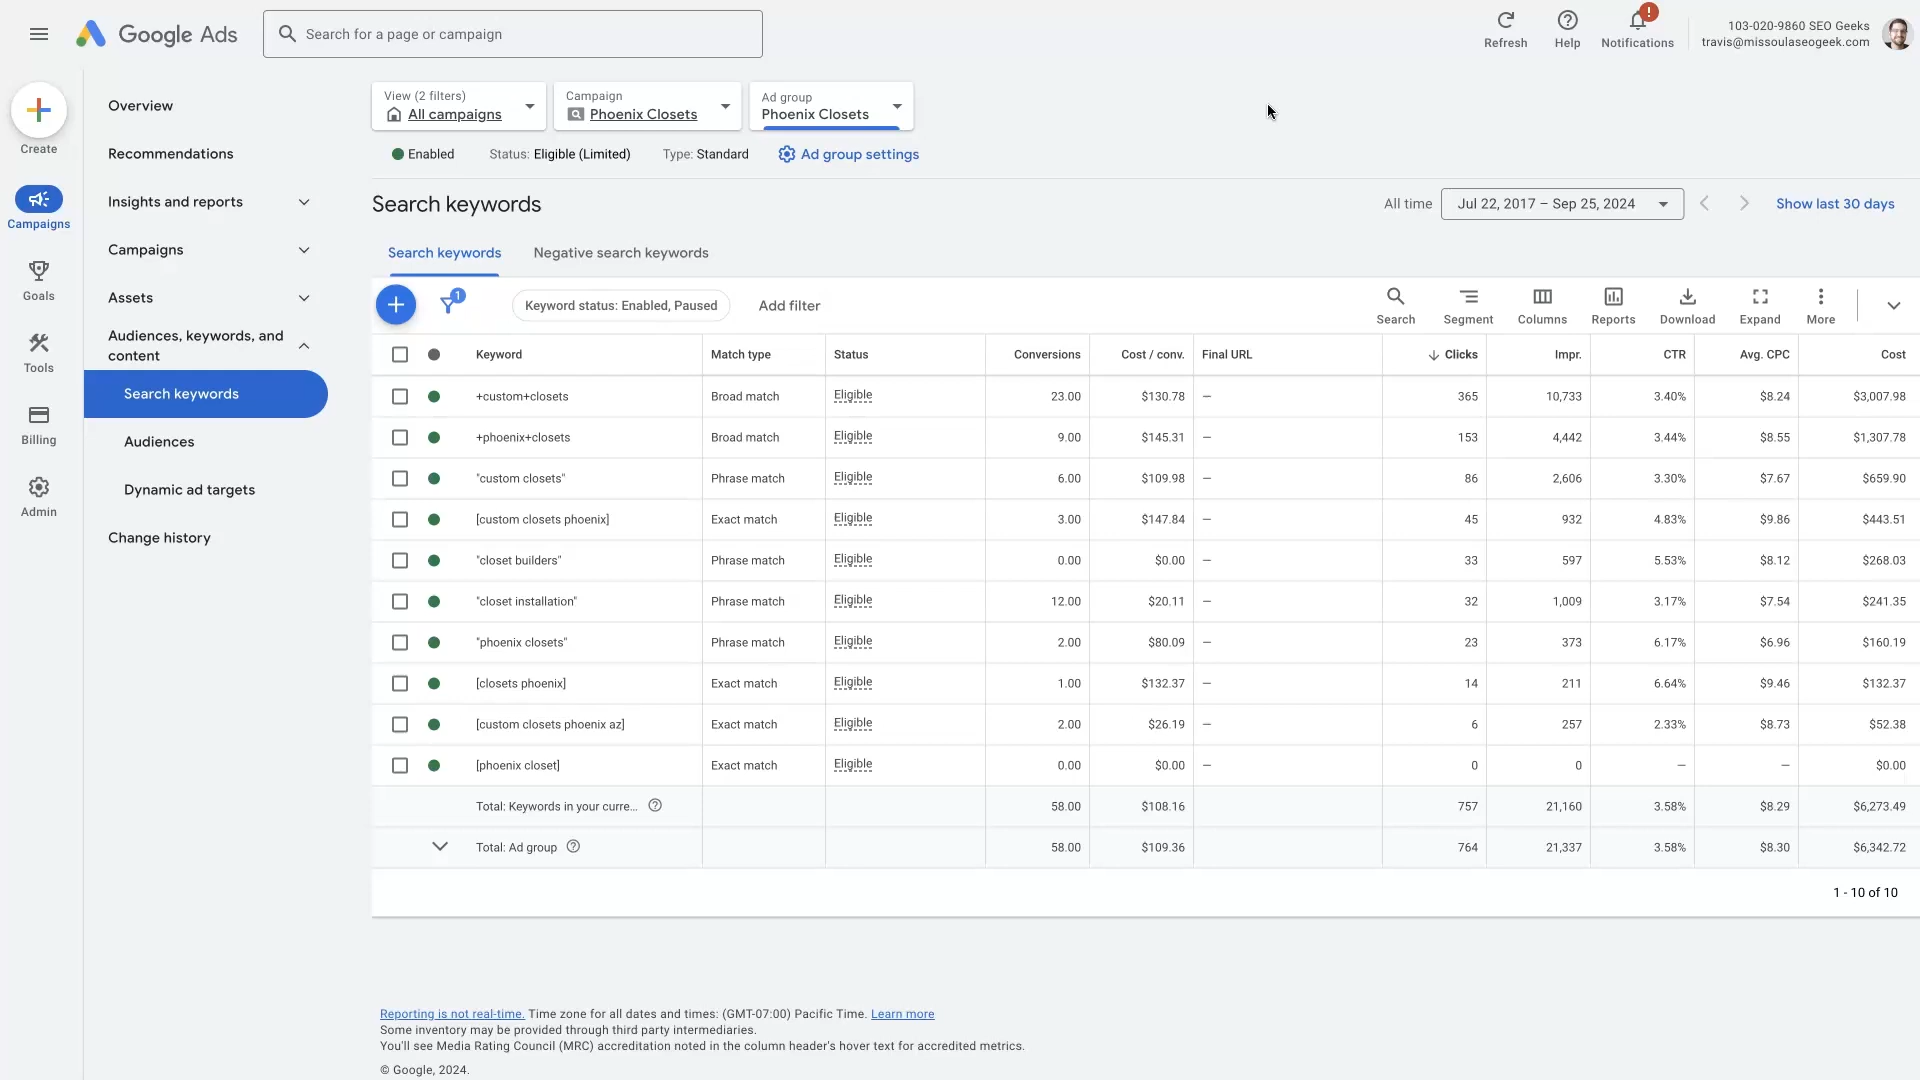 Google Ads
Search for a page or campaign
Refresh
Help
!
Notifications
103-020-9860 SEO Geeks
travis@missoulaseogeek.com
Create
Campaigns
Goals
Tools
Billing
Admin
Overview
Recommendations
Insights and reports
Campaigns
Assets
Audiences, keywords, and
content
Search keywords
Audiences
Dynamic ad targets
Change history
View (2 filters)
All campaigns
Campaign
Phoenix Closets
Ad group
Phoenix Closets
Enabled
Status: Eligible (Limited)
Type: Standard
Ad group settings
Search keywords
All time
Jul 22, 2017 – Sep 25, 2024
Show last 30 days
Search keywords
Negative search keywords
1
Keyword status: Enabled, Paused
Add filter
Search
Segment
Columns
Reports
Download
Expand
More
Keyword Match type Status Conversions Cost / conv. Final URL Clicks Impr. CTR Avg. CPC Cost
+custom+closets Broad match Eligible 23.00 $130.78 — 365 10,733 3.40% $8.24 $3,007.98
+phoenix+closets Broad match Eligible 9.00 $145.31 — 153 4,442 3.44% $8.55 $1,307.78
"custom closets" Phrase match Eligible 6.00 $109.98 — 86 2,606 3.30% $7.67 $659.90
[custom closets phoenix] Exact match Eligible 3.00 $147.84 — 45 932 4.83% $9.86 $443.51
"closet builders" Phrase match Eligible 0.00 $0.00 — 33 597 5.53% $8.12 $268.03
"closet installation" Phrase match Eligible 12.00 $20.11 — 32 1,009 3.17% $7.54 $241.35
"phoenix closets" Phrase match Eligible 2.00 $80.09 — 23 373 6.17% $6.96 $160.19
[closets phoenix] Exact match Eligible 1.00 $132.37 — 14 211 6.64% $9.46 $132.37
[custom closets phoenix az] Exact match Eligible 2.00 $26.19 — 6 257 2.33% $8.73 $52.38
[phoenix closet] Exact match Eligible 0.00 $0.00 — 0 0 — — $0.00
Total: Keywords in your curre... 58.00 $108.16 757 21,160 3.58% $8.29 $6,273.49
Total: Ad group 58.00 $109.36 764 21,337 3.58% $8.30 $6,342.72
1 - 10 of 10
Reporting is not real-time. Time zone for all dates and times: (GMT-07:00) Pacific Time. Learn more
Some inventory may be provided through third party intermediaries.
You'll see Media Rating Council (MRC) accreditation noted in the column header's hover text for accredited metrics.
© Google, 2024.